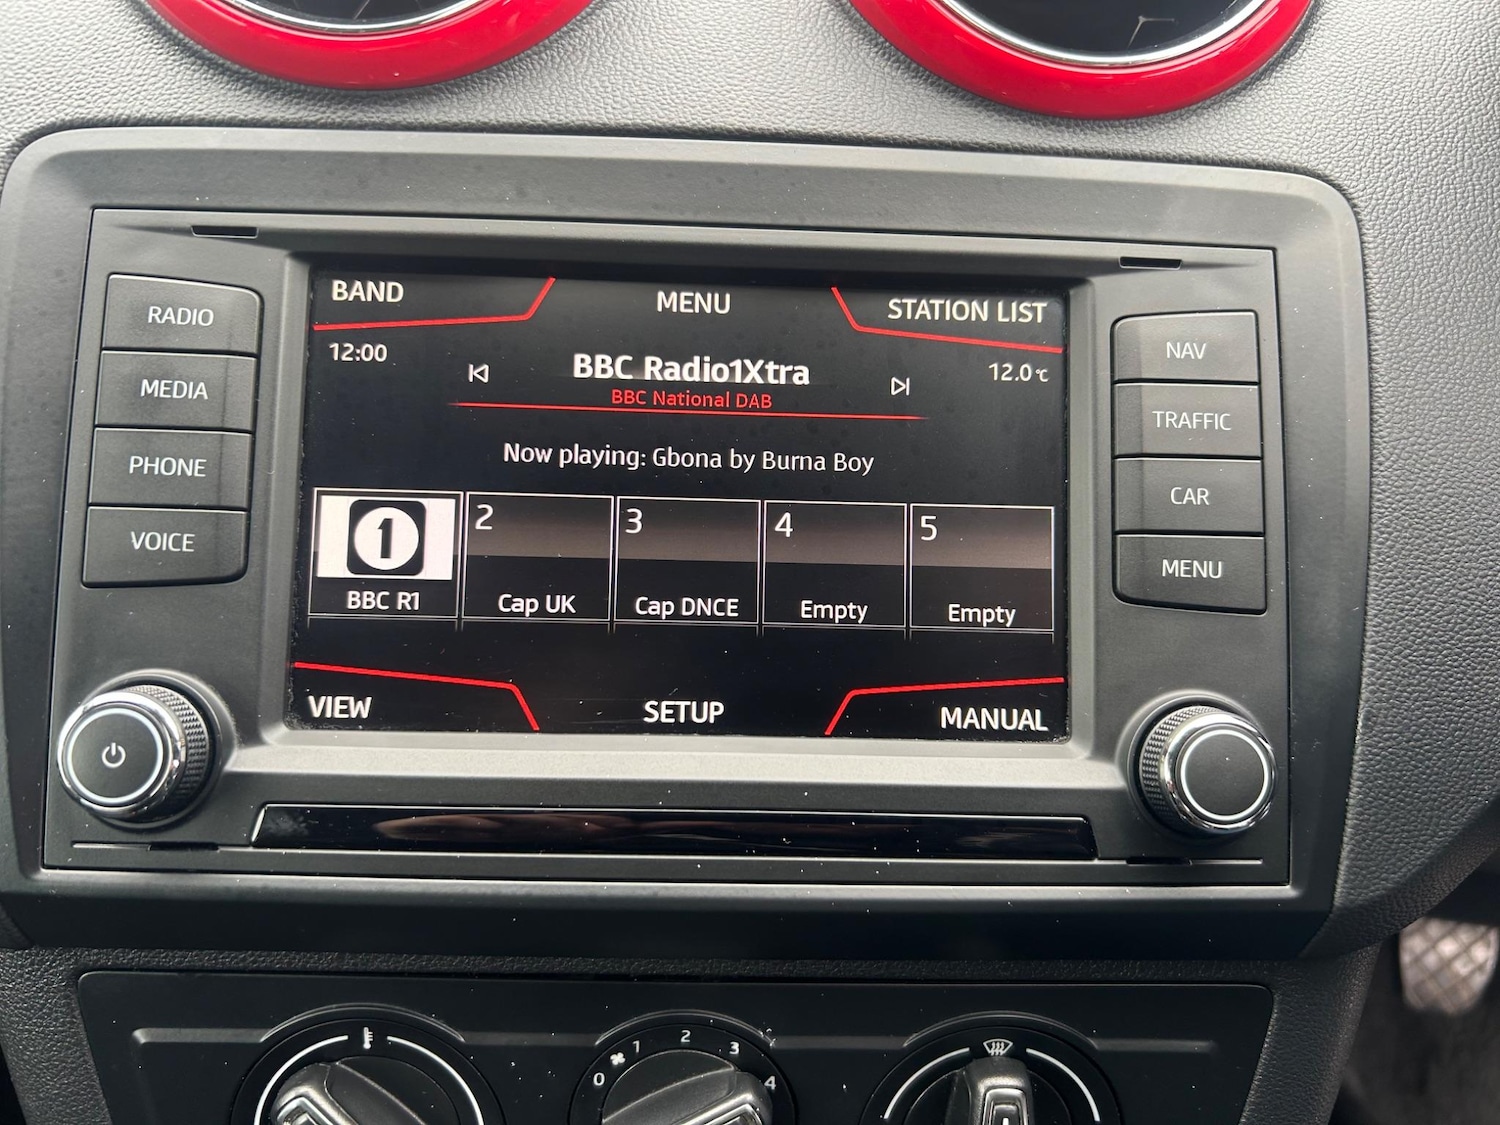 BAND
MENU
STATION LIST
12:00
BBC Radio1Xtra
12.0°C
BBC National DAB
Now playing: Gbona by Burna Boy
1
2
3
4
5
BBC R1
Cap UK
Cap DNCE
Empty
Empty
VIEW
SETUP
MANUAL
RADIO
MEDIA
PHONE
VOICE
NAV
TRAFFIC
CAR
MENU
0
1
2
3
4